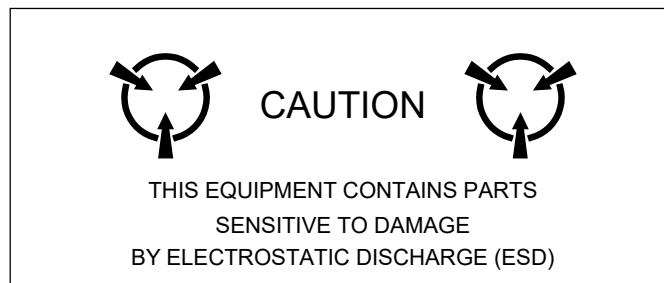 CAUTION
THIS EQUIPMENT CONTAINS PARTS
SENSITIVE TO DAMAGE
BY ELECTROSTATIC DISCHARGE (ESD)